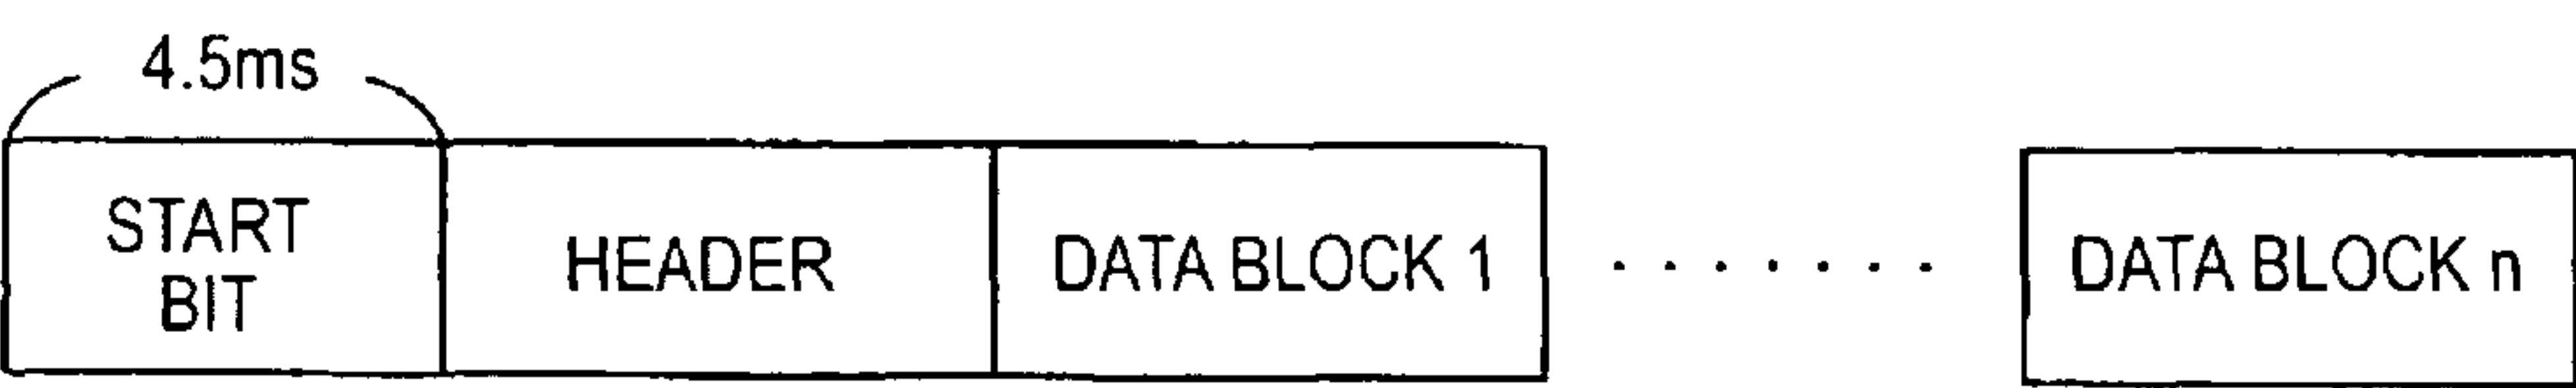 4.5ms
START
BIT
HEADER
DATA BLOCK 1
.......
DATA BLOCK n